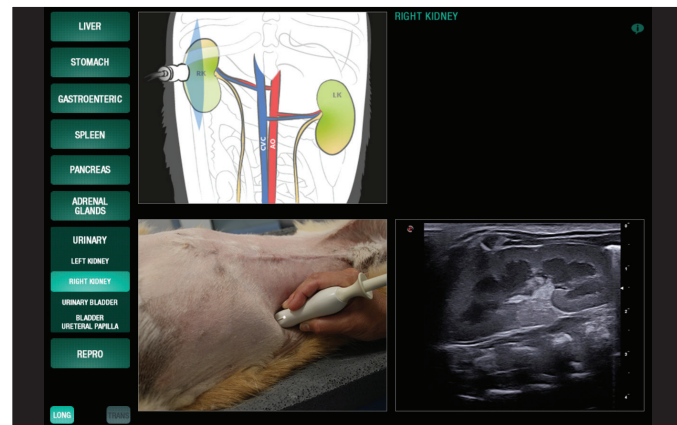 LIVER
STOMACH
GASTROENTERIC
SPLEEN
PANCREAS
ADRENAL
GLANDS
URINARY
LEFT KIDNEY
RIGHT KIDNEY
URINARY BLADDER
BLADDER
URETERAL PAPILLA
REPRO
LONG
RK
LK
CVC
AO
RIGHT KIDNEY